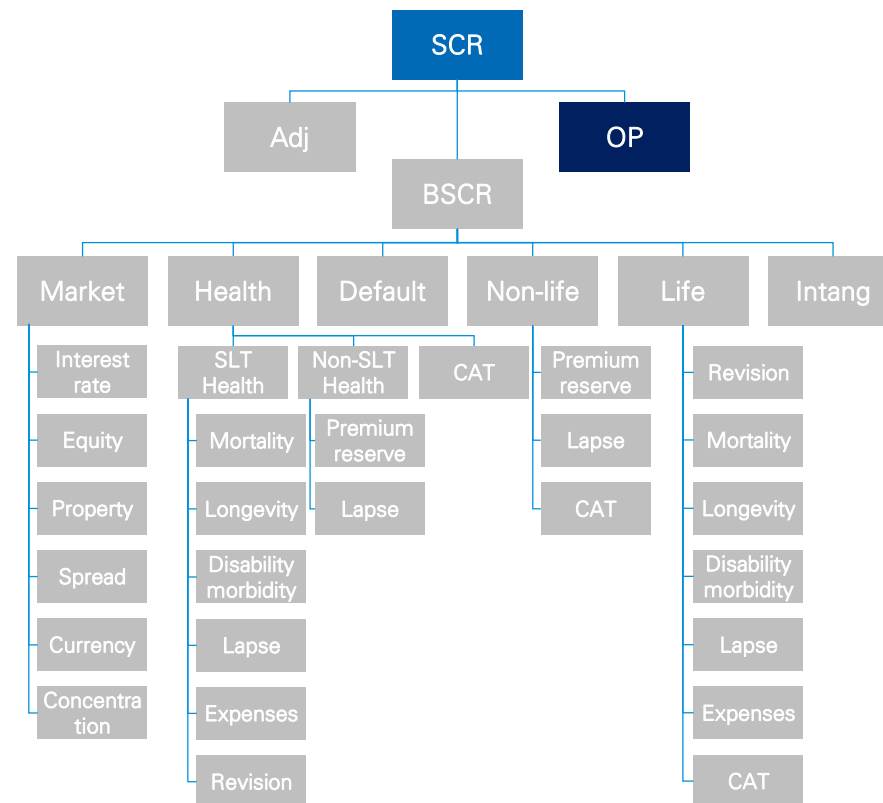 SCR
Adj
OP
BSCR
Market
Health
Default
Non-life
Life
Intang
Interest
rate
Equity
Property
Spread
Currency
Concentra
tion
SLT
Health
Mortality
Longevity
Disability
morbidity
Lapse
Expenses
Revision
Non-SLT
Health
Premium
reserve
Lapse
CAT
Premium
reserve
Lapse
CAT
Revision
Mortality
Longevity
Disability
morbidity
Lapse
Expenses
CAT